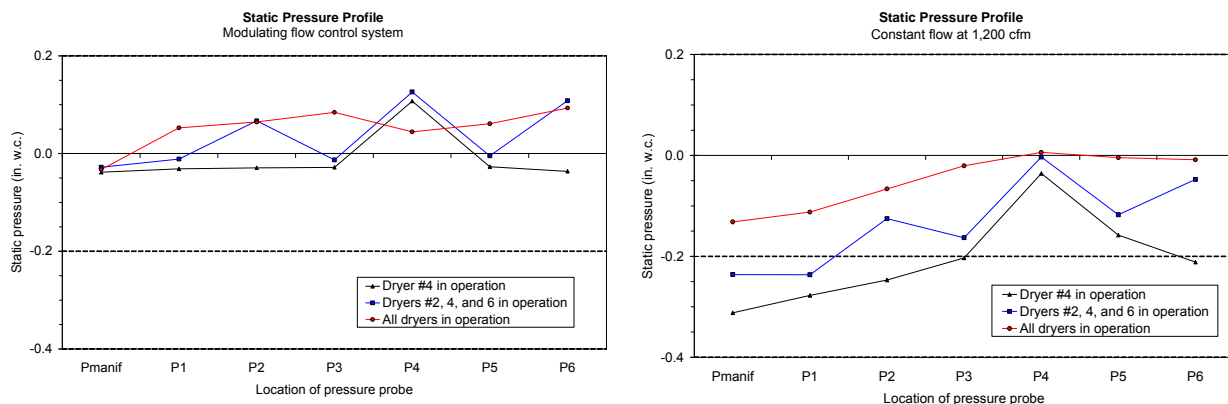 Static Pressure Profile
Modulating flow control system
Static pressure (in. w.c.)
0.2
0.0
-0.2
-0.4
Dryer #4 in operation
Dryers #2, 4, and 6 in operation
All dryers in operation
Pmanif P1 P2 P3 P4 P5 P6
Location of pressure probe
Static Pressure Profile
Constant flow at 1,200 cfm
Static pressure (in. w.c.)
0.2
0.0
-0.2
-0.4
Dryer #4 in operation
Dryers #2, 4, and 6 in operation
All dryers in operation
Pmanif P1 P2 P3 P4 P5 P6
Location of pressure probe